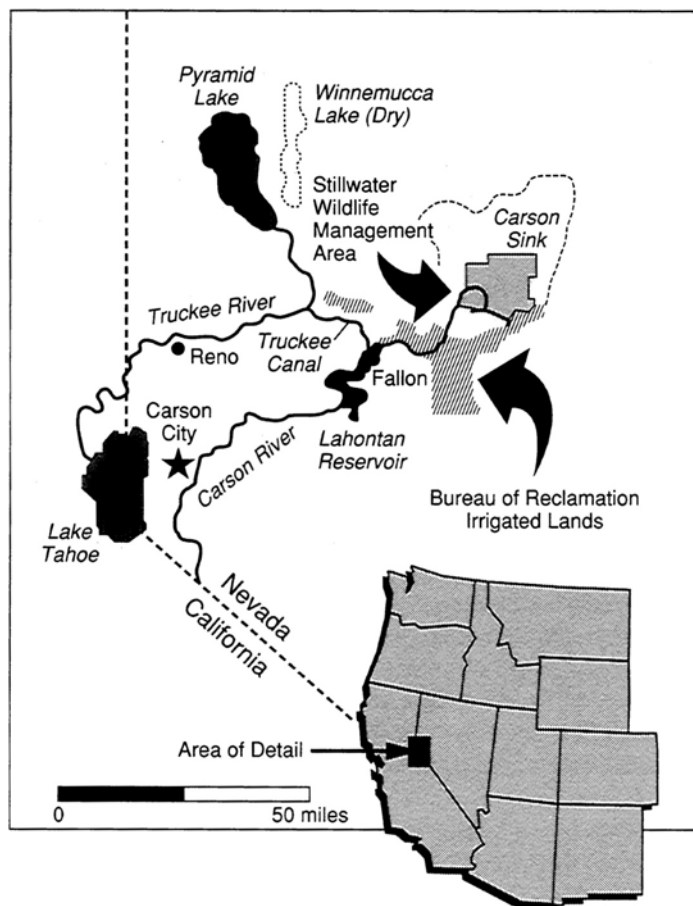 Pyramid
Lake
Winnemucca
Lake (Dry)
Stillwater
Wildlife
Management
Area
Carson
Sink
Truckee River
Reno
Truckee
Canal
Fallon
Carson
City
Carson River
Lahontan
Reservoir
Lake
Tahoe
Bureau of Reclamation
Irrigated Lands
Nevada
California
Area of Detail
0
50 miles